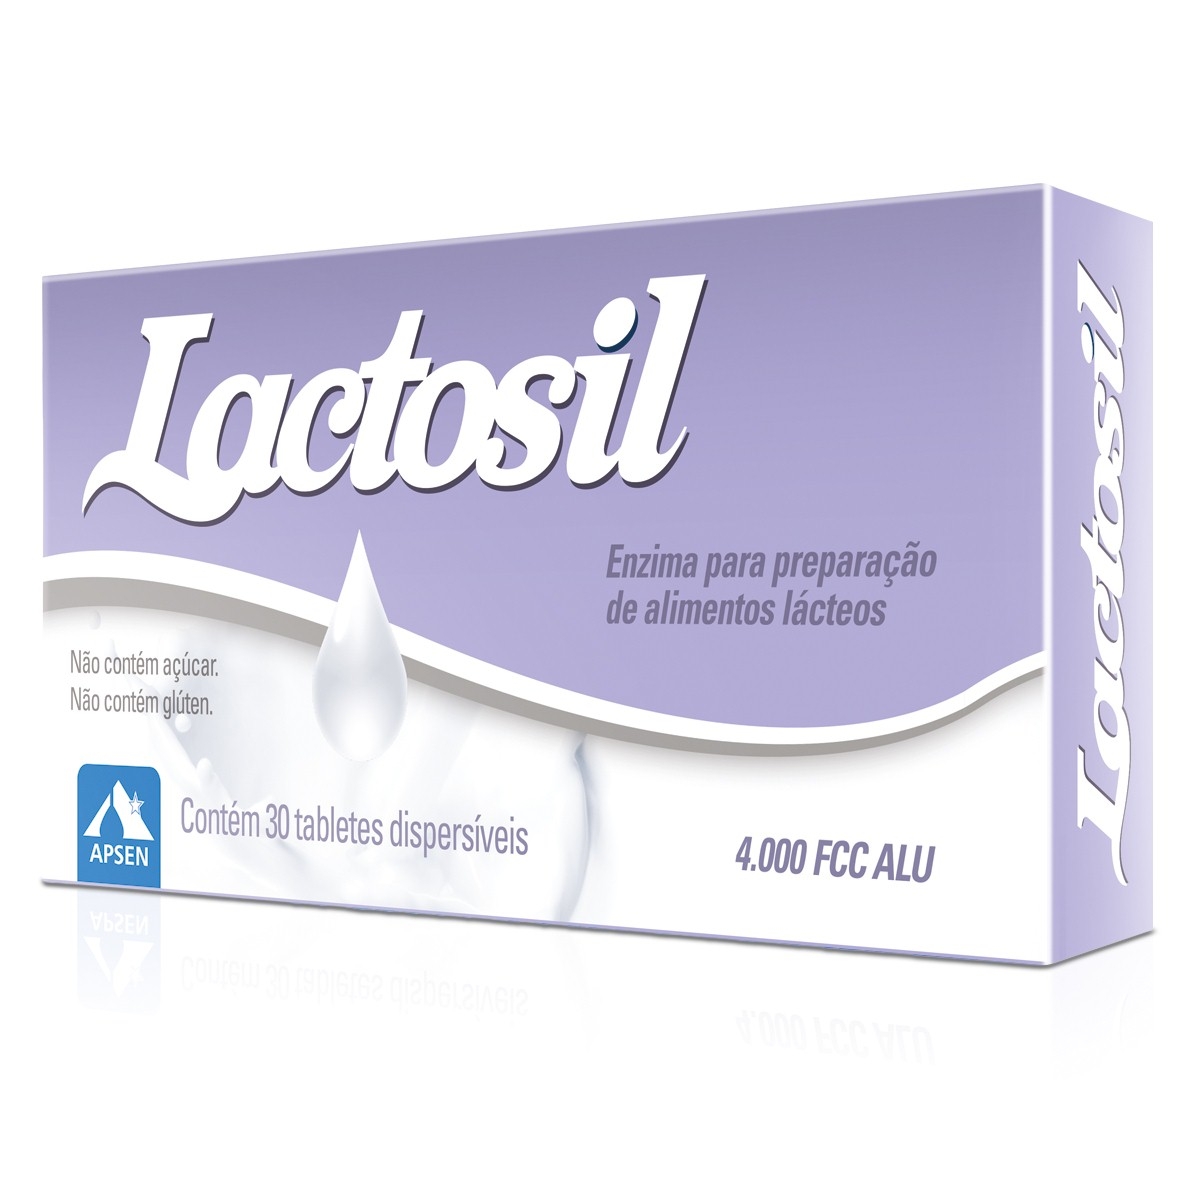 Lactosil
Enzima para preparação
de alimentos lácteos
Não contém açúcar.
Não contém glúten.
APSEN
Contém 30 tabletes dispersíveis
4.000 FCC ALU
Lactosil